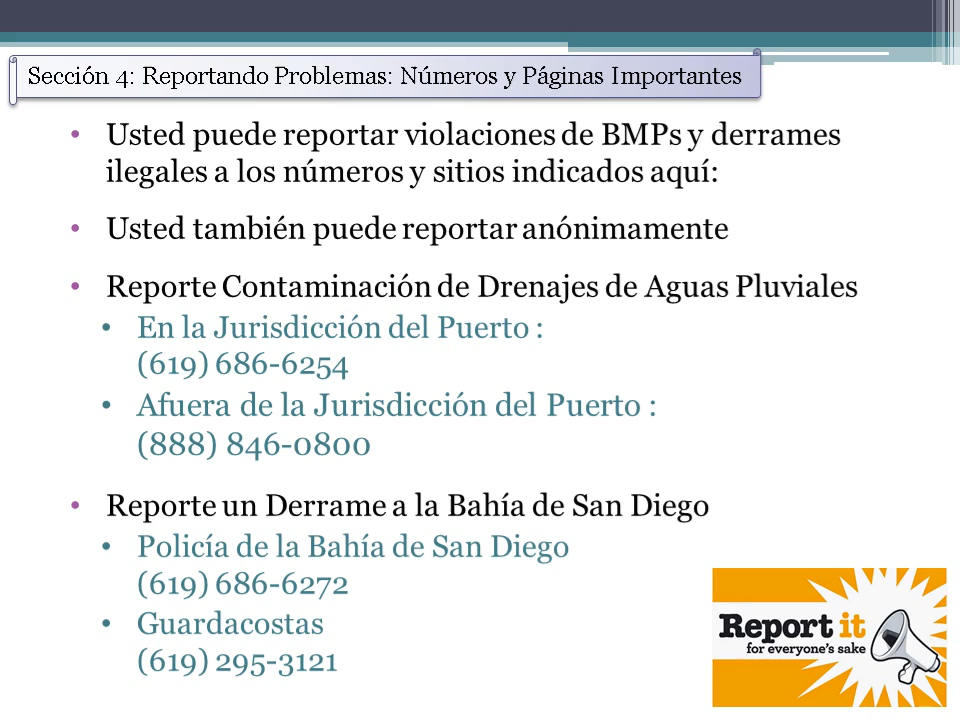 Sección 4: Reportando Problemas: Números y Páginas Importantes
• Usted puede reportar violaciones de BMPs y derrames
ilegales a los números y sitios indicados aquí:
• Usted también puede reportar anónimamente
• Reporte Contaminación de Drenajes de Aguas Pluviales
• En la Jurisdicción del Puerto :
(619) 686-6254
• Afuera de la Jurisdicción del Puerto :
(888) 846-0800
• Reporte un Derrame a la Bahía de San Diego
• Policía de la Bahía de San Diego
(619) 686-6272
• Guardacostas
(619) 295-3121
Report it
for everyone's sake